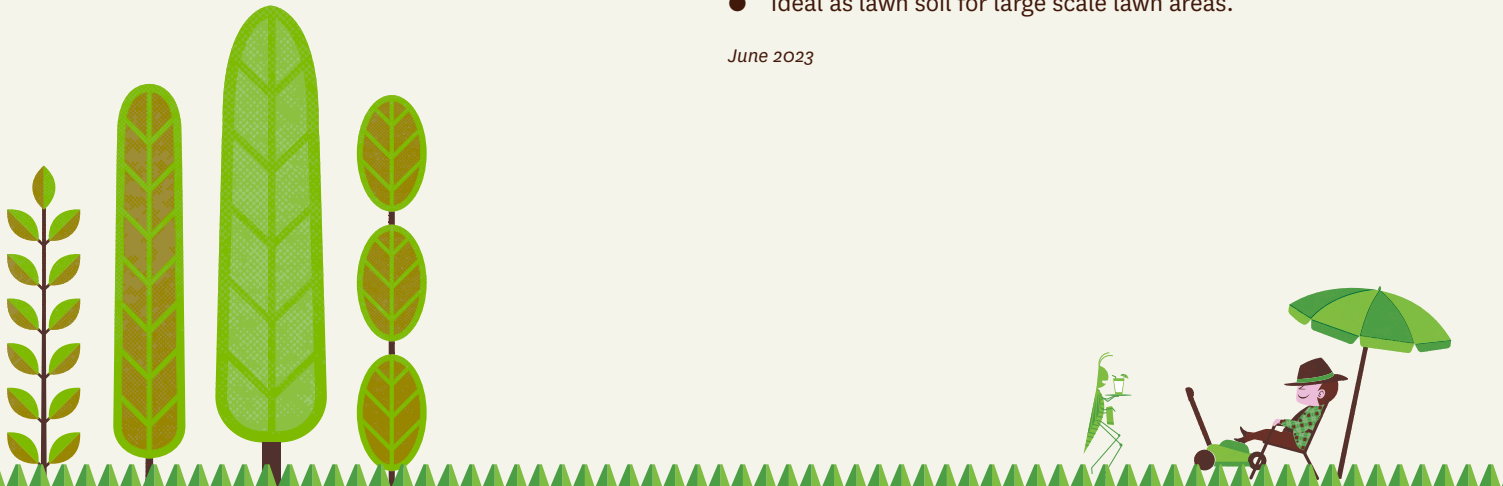 ● Ideal as lawn soil for large scale lawn areas.
June 2023